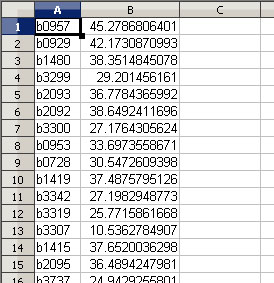 A B C
1 b0957 45.2786806401
2 b0929 42.1730870993
3 b1480 38.3514845078
4 b3299 29.201456161
5 b2093 36.7784365992
6 b2092 38.6492411696
7 b3300 27.1764305624
8 b0953 33.6973558671
9 b0728 30.5472609398
10 b1419 37.4875795126
11 b3342 27.1982948773
12 b3319 25.7715861668
13 b3307 10.5362784907
14 b1415 37.6520036298
15 b2095 36.4894247981
16 b3737 24.9429255801